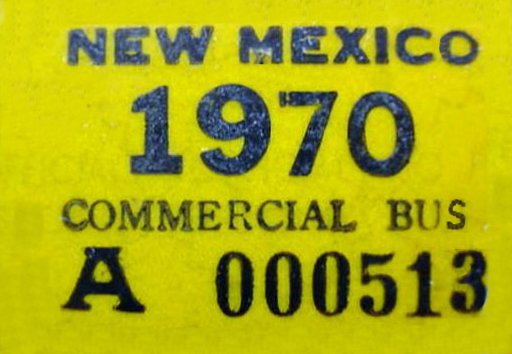 NEW MEXICO
1970
COMMERCIAL BUS
A 000513